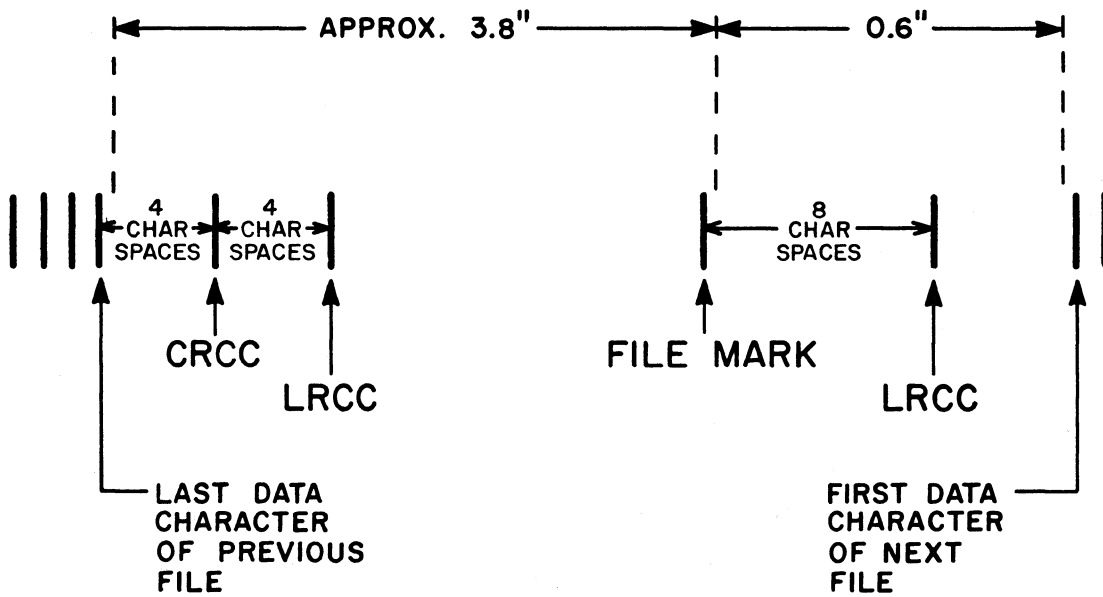 APPROX. 3.8"
0.6"
4
CHAR
SPACES
4
CHAR
SPACES
8
CHAR
SPACES
CRCC
LRCC
FILE MARK
LRCC
LAST DATA
CHARACTER
OF PREVIOUS
FILE
FIRST DATA
CHARACTER
OF NEXT
FILE